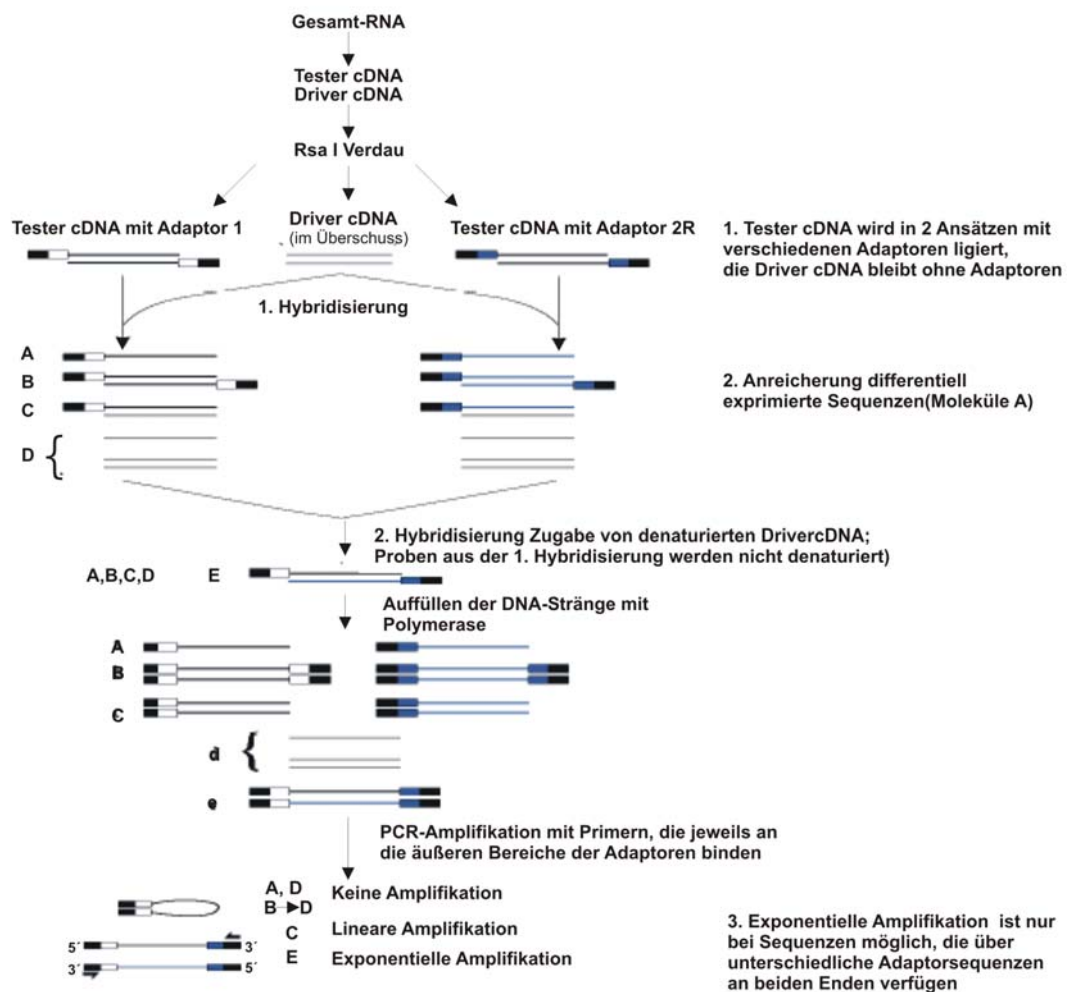 Gesamt-RNA
Tester cDNA
Driver cDNA
Rsa I Verdau
Tester cDNA mit Adaptor 1
Driver cDNA
(im Überschuss)
Tester cDNA mit Adaptor 2R
1. Tester cDNA wird in 2 Ansätzen mit
verschiedenen Adaptoren ligiert,
die Driver cDNA bleibt ohne Adaptoren
1. Hybridisierung
A
B
C
D {
2. Anreicherung differentiell
exprimierte Sequenzen(Moleküle A)
2. Hybridisierung Zugabe von denaturierten DrivercDNA;
Proben aus der 1. Hybridisierung werden nicht denaturiert)
A,B,C,D
E
Auffüllen der DNA-Stränge mit
Polymerase
A
B
C
d {
e
PCR-Amplifikation mit Primern, die jeweils an
die äußeren Bereiche der Adaptoren binden
A, D Keine Amplifikation
B → D
C Lineare Amplifikation
E Exponentielle Amplifikation
5´ 3´
3´ 5´
3. Exponentielle Amplifikation ist nur
bei Sequenzen möglich, die über
unterschiedliche Adaptorsequenzen
an beiden Enden verfügen